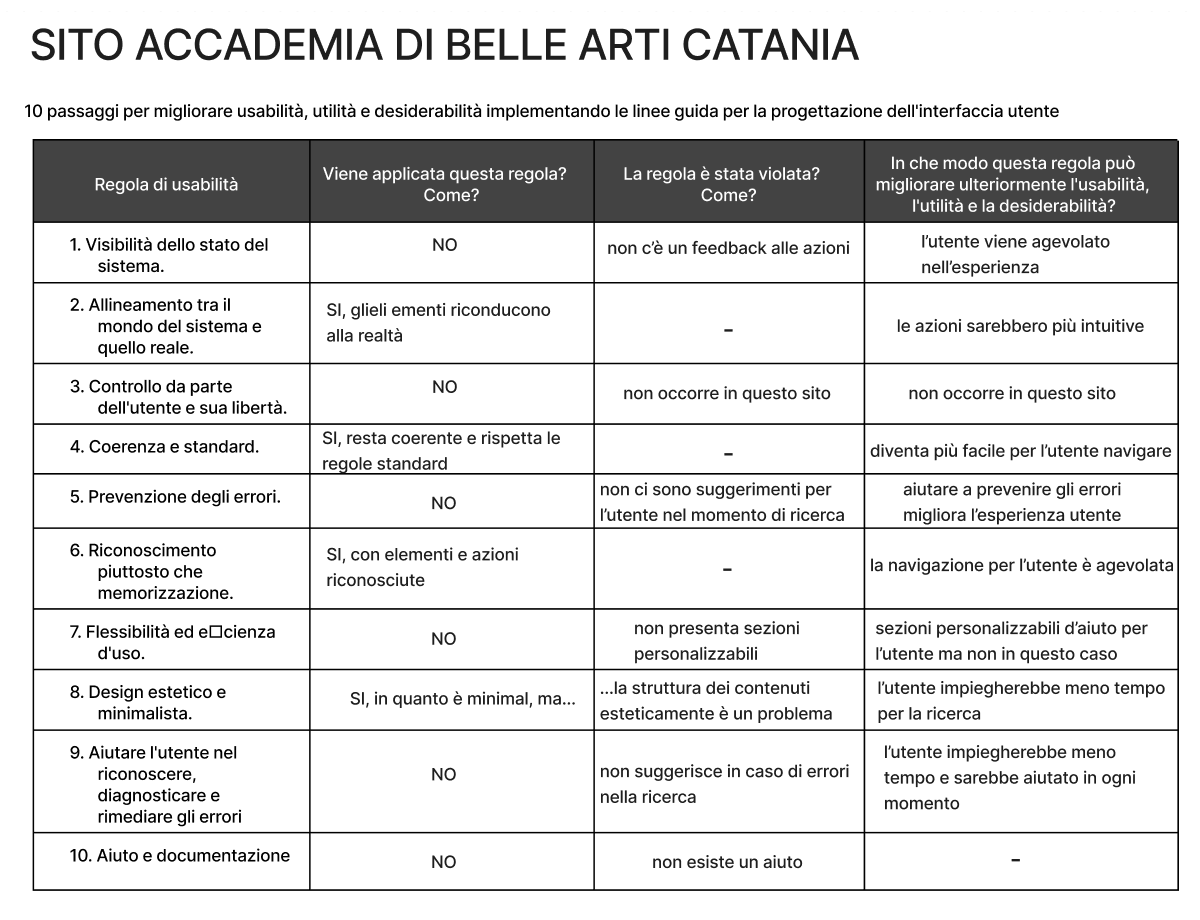 SITO ACCADEMIA DI BELLE ARTI CATANIA
10 passaggi per migliorare usabilità, utilità e desiderabilità implementando le linee guida per la progettazione dell'interfaccia utente
Regola di usabilità
Viene applicata questa regola?
Come?
La regola è stata violata?
Come?
In che modo questa regola può
migliorare ulteriormente l'usabilità,
l'utilità e la desiderabilità?
1. Visibilità dello stato del
sistema.
NO
non c’è un feedback alle azioni
l’utente viene agevolato
nell’esperienza
2. Allineamento tra il
mondo del sistema e
quello reale.
SI, glieli ementi riconducono
alla realtà
–
le azioni sarebbero più intuitive
3. Controllo da parte
dell'utente e sua libertà.
NO
non occorre in questo sito
non occorre in questo sito
4. Coerenza e standard.
SI, resta coerente e rispetta le
regole standard
–
diventa più facile per l’utente navigare
5. Prevenzione degli errori.
NO
non ci sono suggerimenti per
l’utente nel momento di ricerca
aiutare a prevenire gli errori
migliora l’esperienza utente
6. Riconoscimento
piuttosto che
memorizzazione.
SI, con elementi e azioni
riconosciute
–
la navigazione per l’utente è agevolata
7. Flessibilità ed e□cienza
d'uso.
NO
non presenta sezioni
personalizzabili
sezioni personalizzabili d’aiuto per
l’utente ma non in questo caso
8. Design estetico e
minimalista.
SI, in quanto è minimal, ma...
...la struttura dei contenuti
esteticamente è un problema
l’utente impiegherebbe meno tempo
per la ricerca
9. Aiutare l'utente nel
riconoscere,
diagnosticare e
rimediare gli errori
NO
non suggerisce in caso di errori
nella ricerca
l’utente impiegherebbe meno
tempo e sarebbe aiutato in ogni
momento
10. Aiuto e documentazione
NO
non esiste un aiuto
–